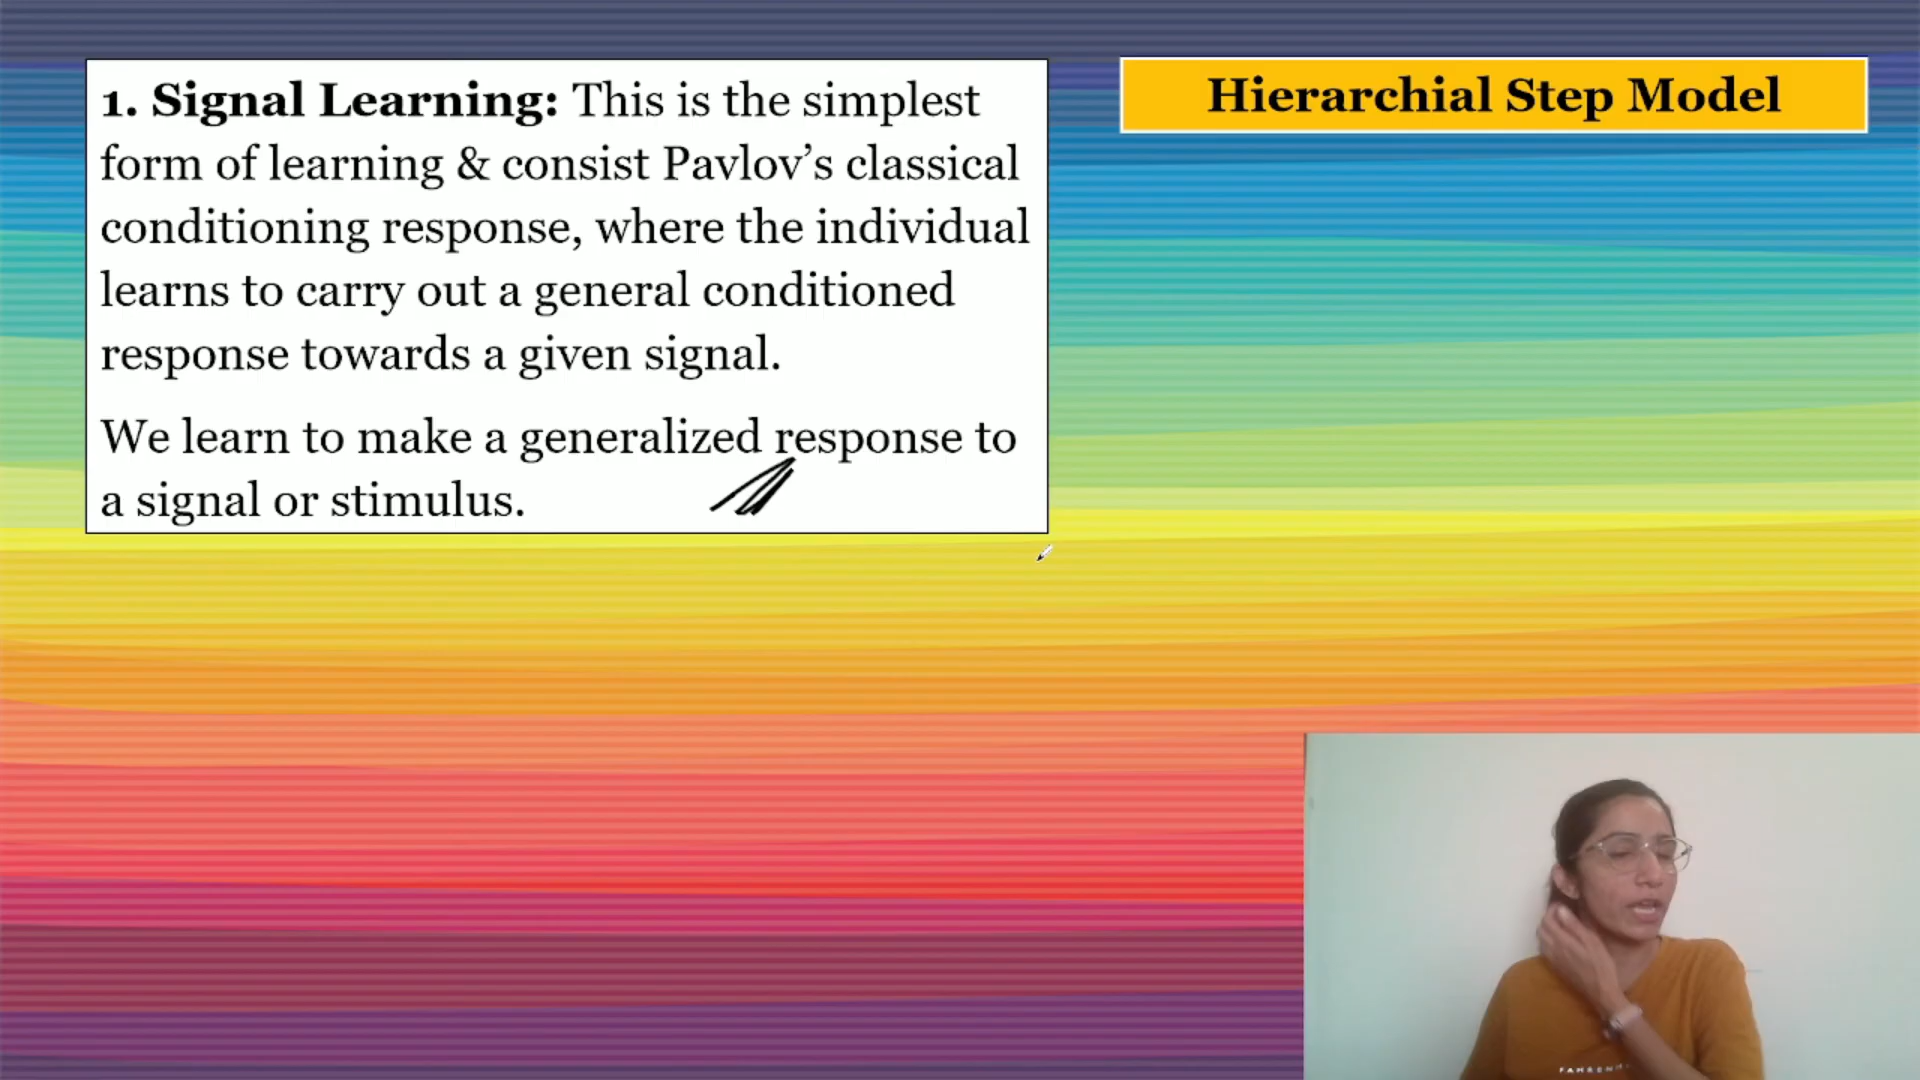 1. Signal Learning: This is the simplest
form of learning & consist Pavlov’s classical
conditioning response, where the individual
learns to carry out a general conditioned
response towards a given signal.
We learn to make a generalized response to
a signal or stimulus.
Hierarchial Step Model